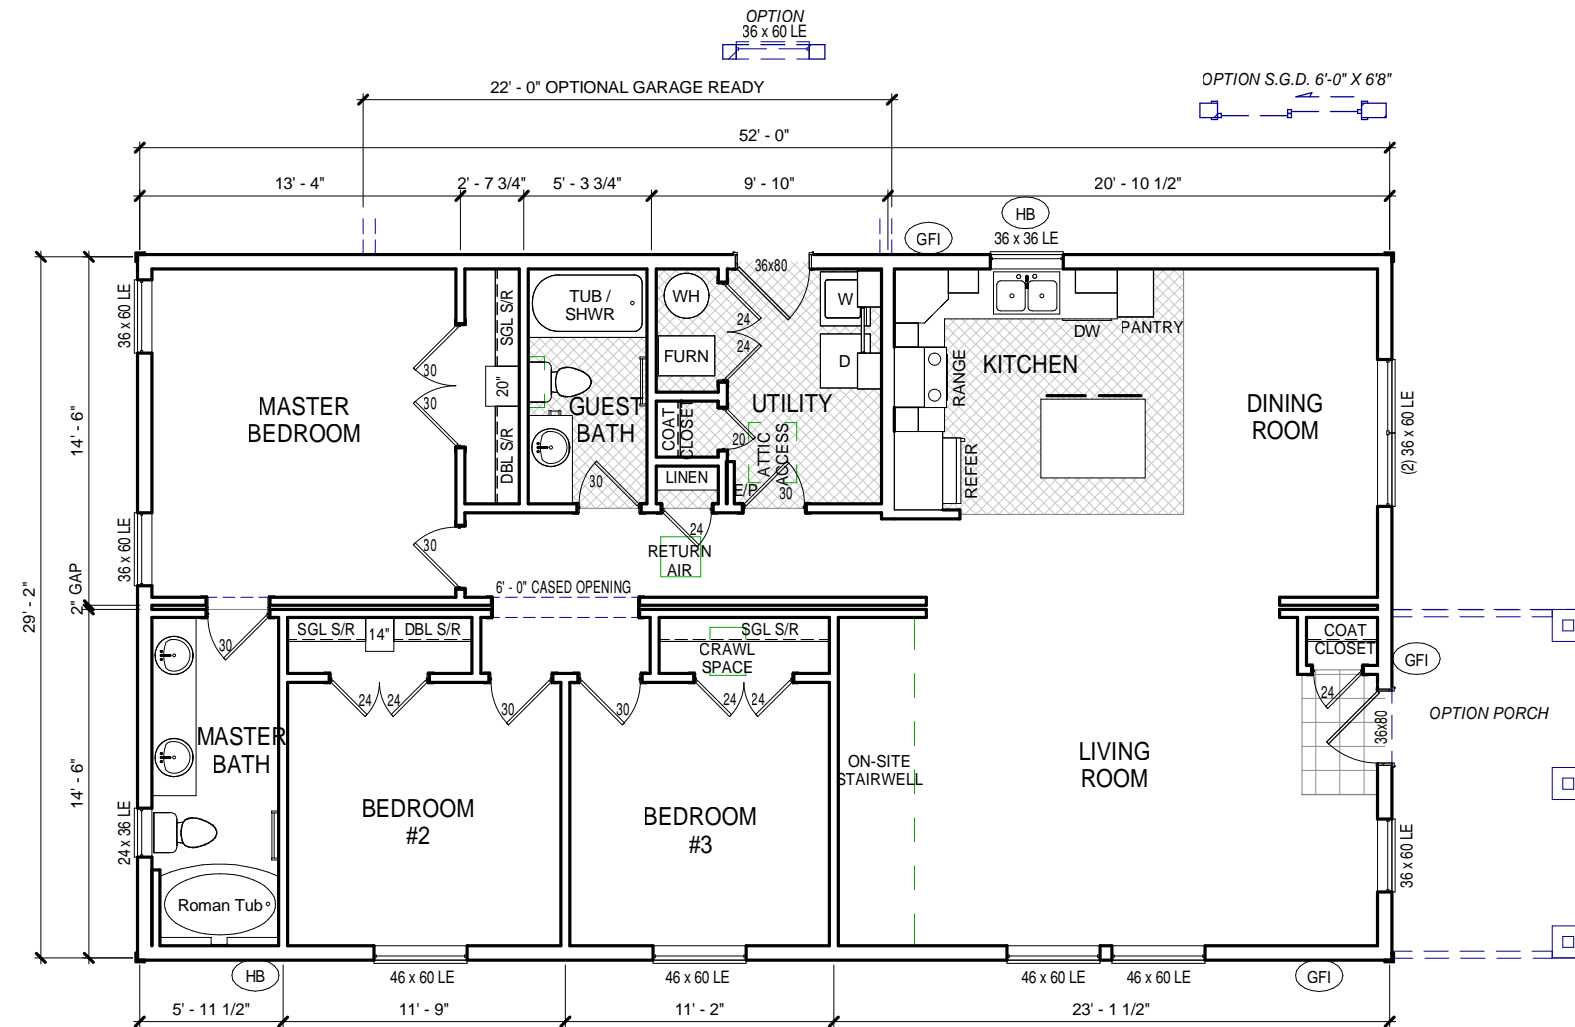 OPTION
36 x 60 LE
OPTION S.G.D. 6'-0" X 6'8"
22' - 0" OPTIONAL GARAGE READY
52' - 0"
13' - 4"
2' - 7 3/4"
5' - 3 3/4"
9' - 10"
20' - 10 1/2"
HB
GFI
36 x 36 LE
36x80
36 x 60 LE
SGL S/R
TUB /
SHWR
WH
24
W
DW
PANTRY
FURN
24
D
RANGE
KITCHEN
30
20"
30
MASTER
BEDROOM
GUEST
BATH
COAT
CLOSET
UTILITY
20
ATTIC
ACCESS
DINING
ROOM
(2) 36 x 60 LE
14' - 6"
DBL S/R
30
LINEN
E/P
30
REFER
36 x 60 LE
30
24
RETURN
AIR
2" GAP
29' - 2"
6' - 0" CASED OPENING
30
SGL S/R
14"
DBL S/R
SGL S/R
CRAWL
SPACE
COAT
CLOSET
GFI
24
24
30
30
24
24
24
36x80
OPTION PORCH
MASTER
BATH
ON-SITE
STAIRWELL
LIVING
ROOM
14' - 6"
24 x 36 LE
BEDROOM
#2
BEDROOM
#3
36 x 60 LE
Roman Tub
HB
46 x 60 LE
46 x 60 LE
46 x 60 LE
46 x 60 LE
GFI
5' - 11 1/2"
11' - 9"
11' - 2"
23' - 1 1/2"